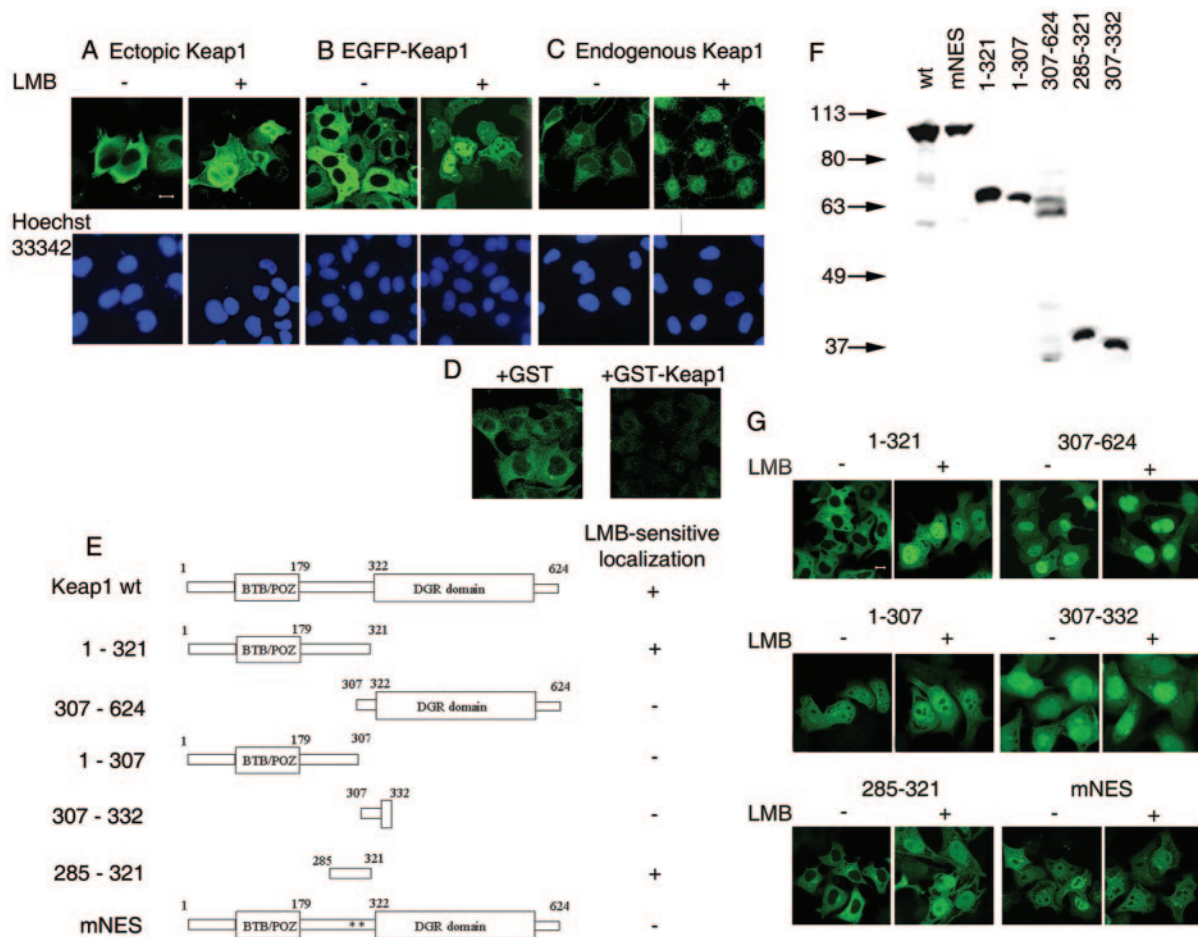 A Ectopic Keap1
B EGFP-Keap1
C Endogenous Keap1
LMB - + - + - +
Hoechst
33342
D +GST +GST-Keap1
E
LMB-sensitive
localization
Keap1 wt 1 BTB/POZ 179 322 DGR domain 624 +
1 - 321 1 BTB/POZ 179 321 +
307 - 624 307 322 DGR domain 624 -
1 - 307 1 BTB/POZ 179 307 -
307 - 332 307 332 -
285 - 321 285 321 +
mNES 1 BTB/POZ 179 ** 322 DGR domain 624 -
F
wt mNES 1-321 1-307 307-624 285-321 307-332
113
80
63
49
37
G
1-321 307-624
LMB - + - +
1-307 307-332
LMB - + - +
285-321 mNES
LMB - + - +